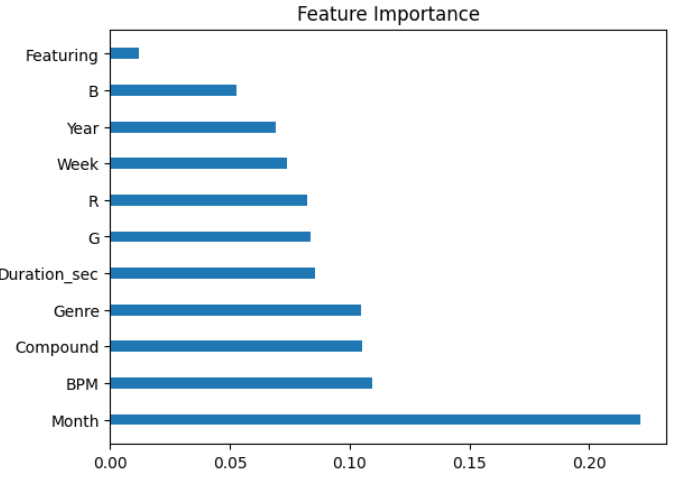 Feature Importance
Featuring
B
Year
Week
R
G
Duration_sec
Genre
Compound
BPM
Month
0.00 0.05 0.10 0.15 0.20